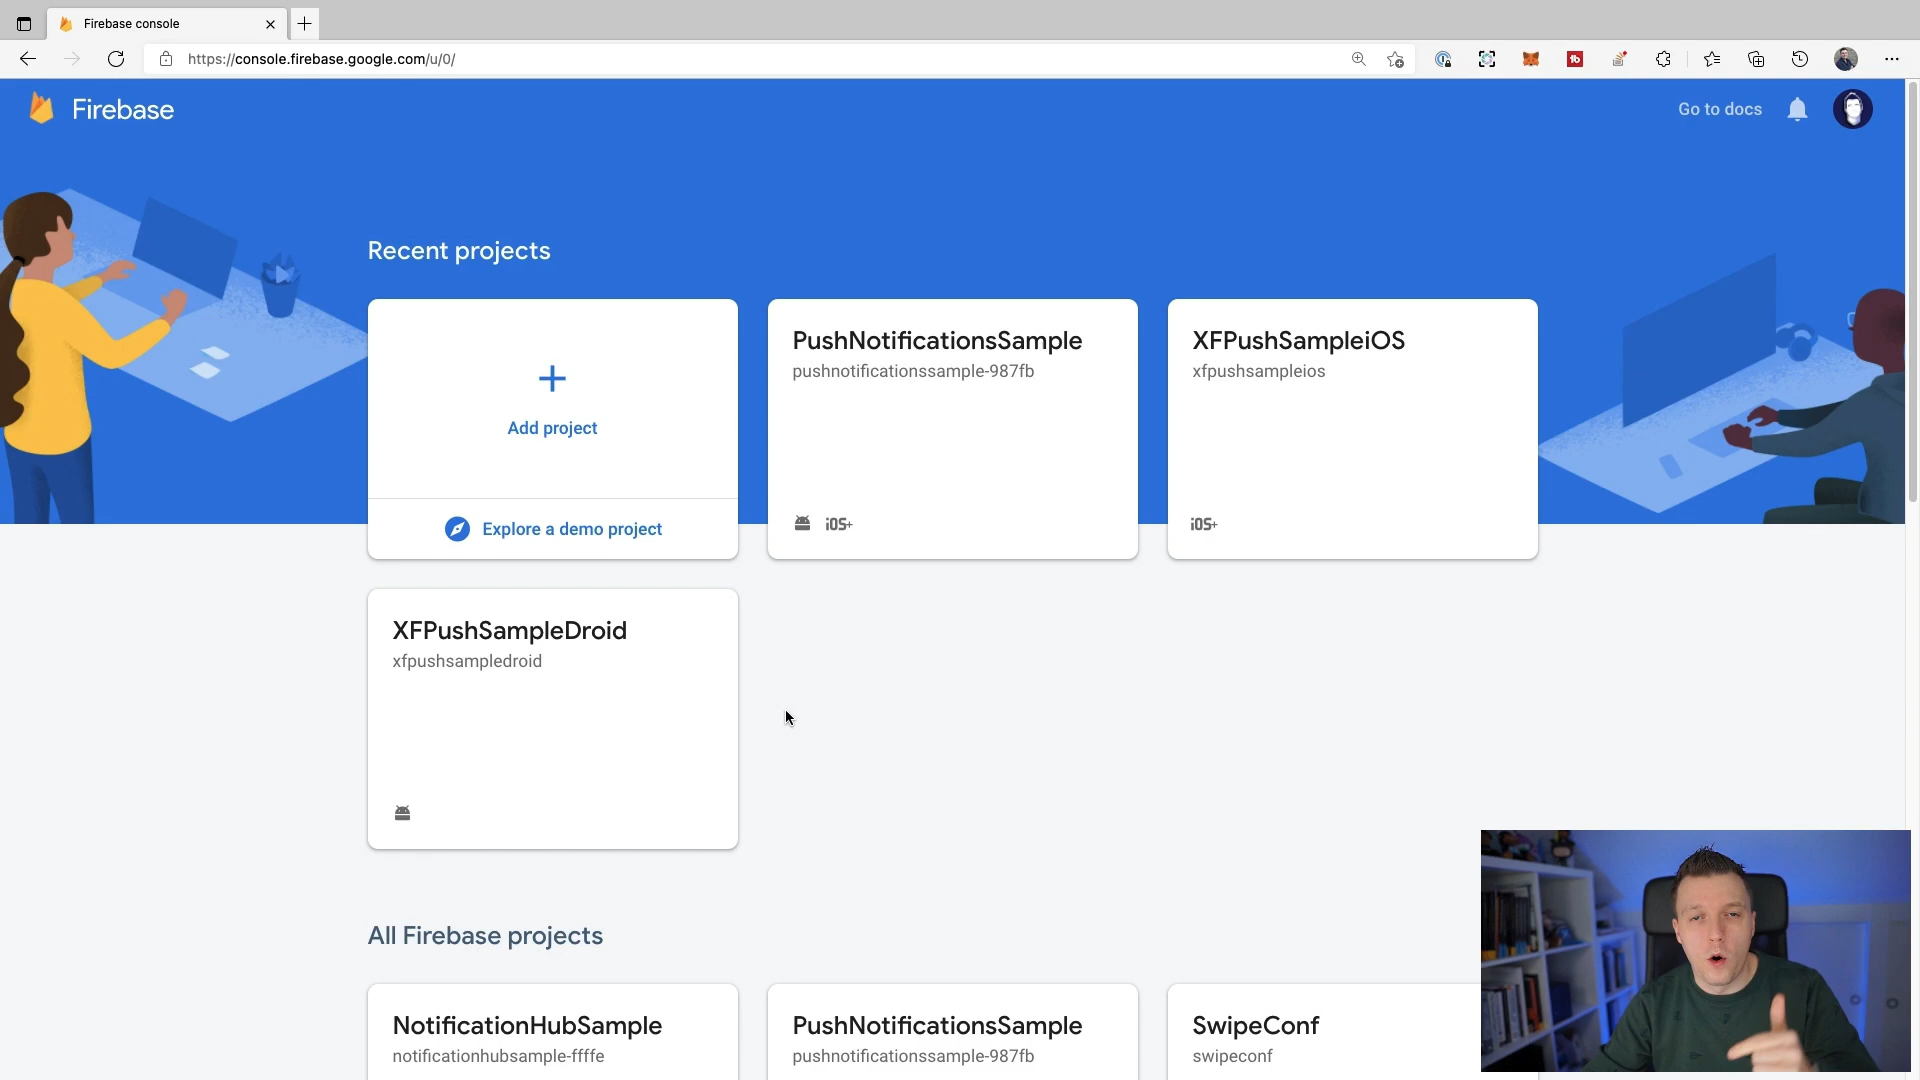 Firebase console
https://console.firebase.google.com/u/0/
Firebase
Go to docs
Recent projects
Add project
Explore a demo project
PushNotificationsSample
pushnotificationssample-987fb
iOS+
XFPushSampleiOS
xfpushsampleios
iOS+
XFPushSampleDroid
xfpushsampledroid
All Firebase projects
NotificationHubSample
notificationhubsample-ffffe
PushNotificationsSample
pushnotificationssample-987fb
SwipeConf
swipeconf